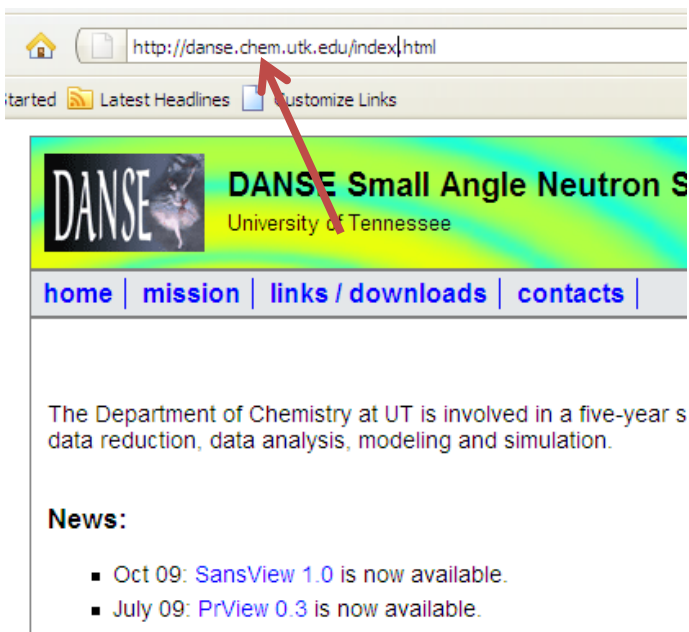 http://danse.chem.utk.edu/index.html
Latest Headlines Customize Links
DANSE
DANSE Small Angle Neutron S
University of Tennessee
home | mission | links / downloads | contacts |
The Department of Chemistry at UT is involved in a five-year s
data reduction, data analysis, modeling and simulation.
News:
Oct 09: SansView 1.0 is now available.
July 09: PrView 0.3 is now available.